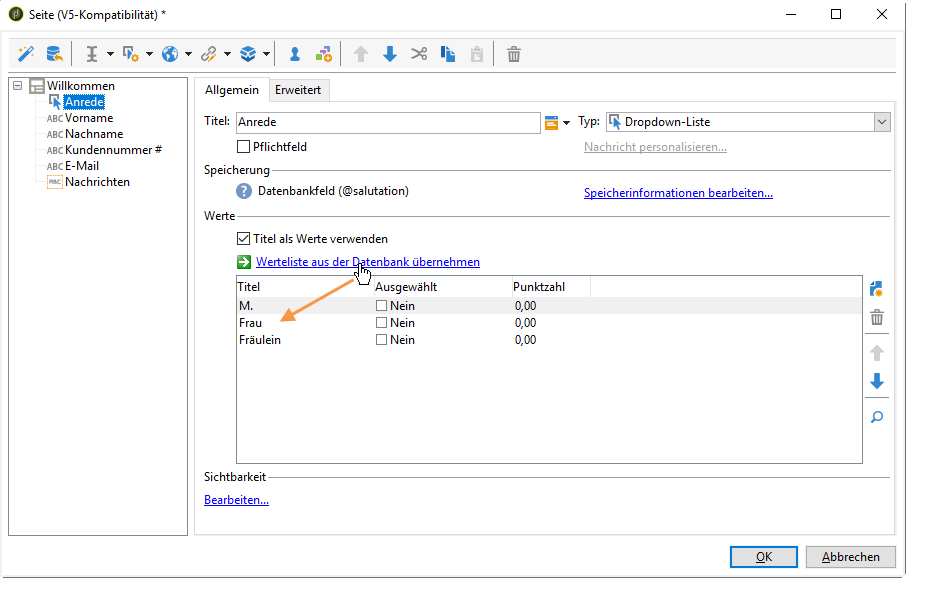 Seite (V5-Kompatibilität) *
Willkommen
Anrede
ABC Vorname
ABC Nachname
ABC Kundennummer #
ABC E-Mail
ABC Nachrichten
Allgemein Erweitert
Titel: Anrede Typ: Dropdown-Liste
Pflichtfeld Nachricht personalisieren...
Speicherung
? Datenbankfeld (@salutation) Speicherinformationen bearbeiten...
Werte
Titel als Werte verwenden
Werteliste aus der Datenbank übernehmen
Titel Ausgewählt Punktzahl
M. Nein 0,00
Frau Nein 0,00
Fräulein Nein 0,00
Sichtbarkeit
Bearbeiten...
OK Abbrechen